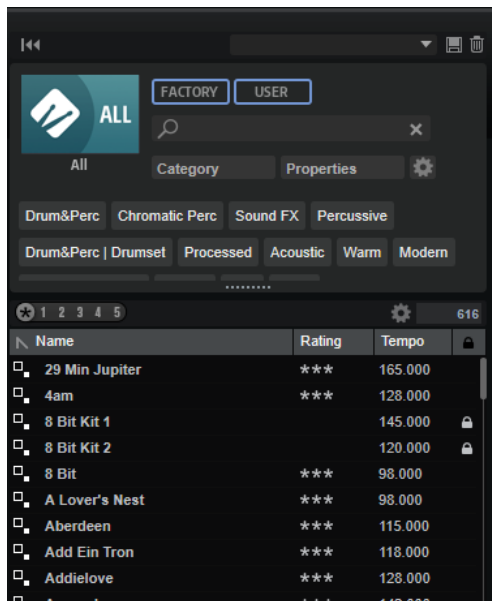 FACTORY USER
ALL
All
Category Properties
Drum&Perc Chromatic Perc Sound FX Percussive
Drum&Perc | Drumset Processed Acoustic Warm Modern
1 2 3 4 5 616
Name Rating Tempo
29 Min Jupiter *** 165.000
4am *** 128.000
8 Bit Kit 1 145.000
8 Bit Kit 2 120.000
8 Bit *** 98.000
A Lover's Nest *** 98.000
Aberdeen *** 115.000
Add Ein Tron *** 118.000
Addielove *** 128.000